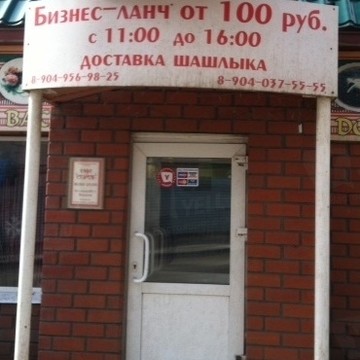 Бизнес-ланч от 100 руб.
с 11:00 до 16:00
доставка шашлыка
8-904-956-98-25 8-904-037-55-55